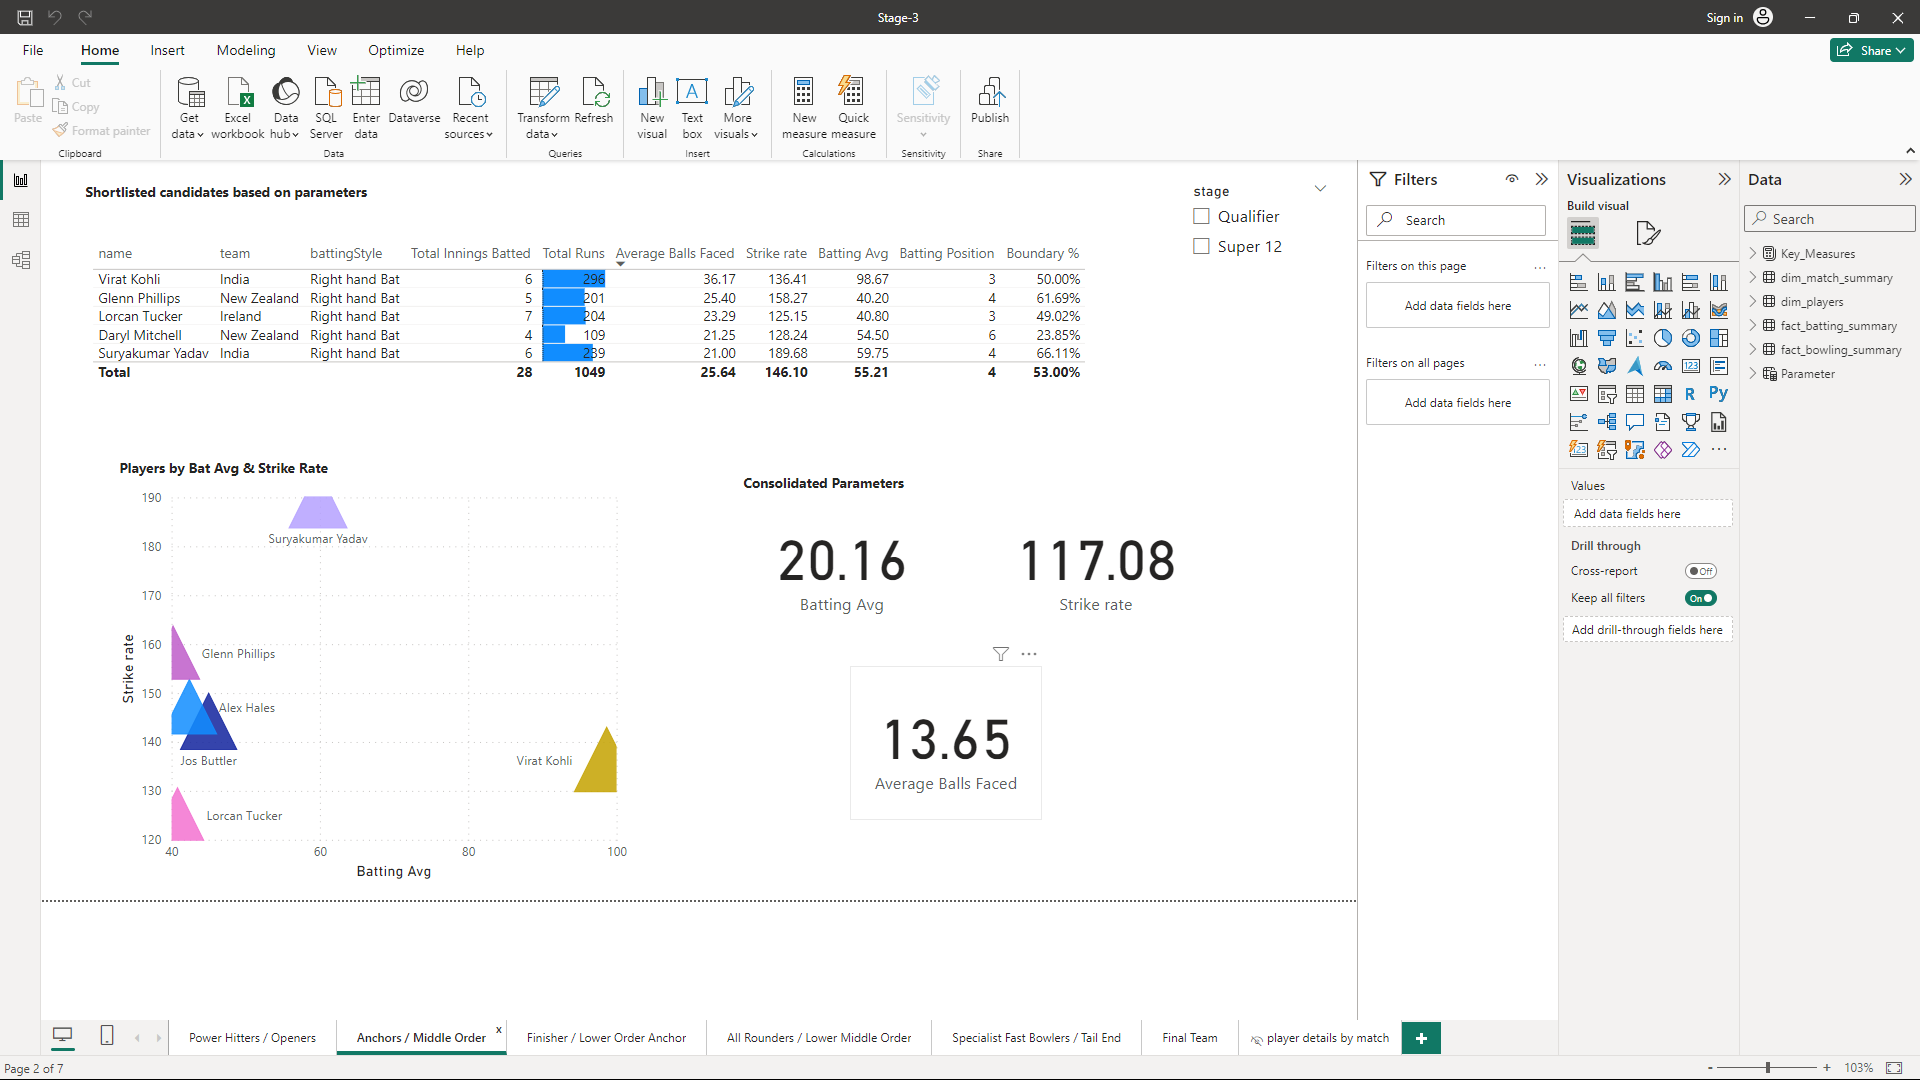 Stage-3
Sign in
File Home Insert Modeling View Optimize Help
Share
Paste
Cut
Copy
Format painter
Clipboard
Get data
Excel workbook
Data hub
SQL Server
Enter data
Dataverse
Recent sources
Data
Transform data
Refresh
Queries
New visual
Text box
More visuals
Insert
New measure
Quick measure
Calculations
Sensitivity
Sensitivity
Publish
Share
Shortlisted candidates based on parameters
name team battingStyle Total Innings Batted Total Runs Average Balls Faced Strike rate Batting Avg Batting Position Boundary %
Virat Kohli India Right hand Bat 6 296 36.17 136.41 98.67 3 50.00%
Glenn Phillips New Zealand Right hand Bat 5 201 25.40 158.27 40.20 4 61.69%
Lorcan Tucker Ireland Right hand Bat 7 204 23.29 125.15 40.80 3 49.02%
Daryl Mitchell New Zealand Right hand Bat 4 109 21.25 128.24 54.50 6 23.85%
Suryakumar Yadav India Right hand Bat 6 239 21.00 189.68 59.75 4 66.11%
Total 28 1049 25.64 146.10 55.21 4 53.00%
stage
Qualifier
Super 12
Players by Bat Avg & Strike Rate
Strike rate
190
180
170
160
150
140
130
120
Suryakumar Yadav
Glenn Phillips
Alex Hales
Jos Buttler
Virat Kohli
Lorcan Tucker
40 60 80 100
Batting Avg
Consolidated Parameters
20.16
Batting Avg
117.08
Strike rate
13.65
Average Balls Faced
Filters
Search
Filters on this page
Add data fields here
Filters on all pages
Add data fields here
Visualizations
Build visual
123
R
Py
123
Values
Add data fields here
Drill through
Cross-report
Off
Keep all filters
On
Add drill-through fields here
Data
Search
Key_Measures
dim_match_summary
dim_players
fact_batting_summary
fact_bowling_summary
Parameter
Power Hitters / Openers
Anchors / Middle Order
x
Finisher / Lower Order Anchor
All Rounders / Lower Middle Order
Specialist Fast Bowlers / Tail End
Final Team
player details by match
+
Page 2 of 7
- + 103%